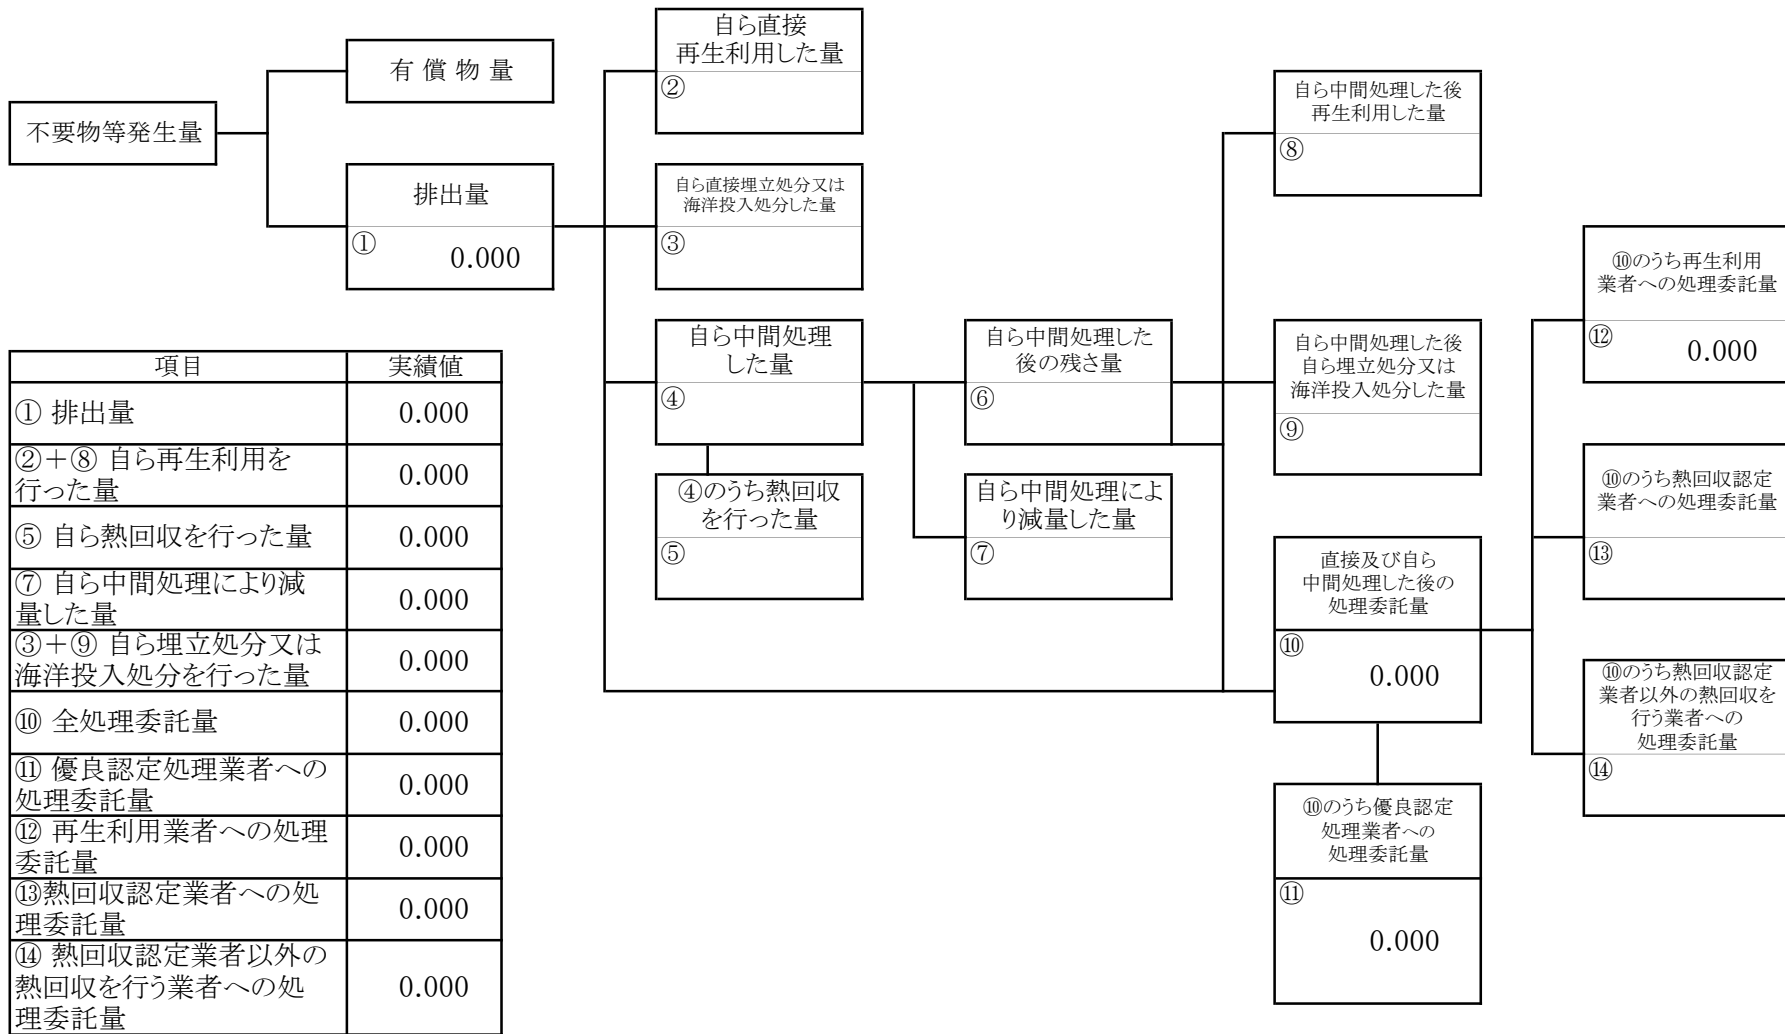 自ら直接
再生利用した量
②
有償物量
不要物等発生量
排出量
①
0.000
自ら直接埋立処分又は
海洋投入処分した量
③
自ら中間処理した後
再生利用した量
⑧
自ら中間処理
した量
④
自ら中間処理した
後の残さ量
⑥
自ら中間処理した後
自ら埋立処分又は
海洋投入処分した量
⑨
④のうち熱回収
を行った量
⑤
自ら中間処理によ
り減量した量
⑦
直接及び自ら
中間処理した後の
処理委託量
⑩
0.000
⑩のうち優良認定
処理業者への
処理委託量
⑪
0.000
⑩のうち再生利用
業者への処理委託量
⑫
0.000
⑩のうち熱回収認定
業者への処理委託量
⑬
⑩のうち熱回収認定
業者以外の熱回収を
行う業者への
処理委託量
⑭
項目 実績値
① 排出量 0.000
②+⑧ 自ら再生利用を
行った量 0.000
⑤ 自ら熱回収を行った量 0.000
⑦ 自ら中間処理により減
量した量 0.000
③+⑨ 自ら埋立処分又は
海洋投入処分を行った量 0.000
⑩ 全処理委託量 0.000
⑪ 優良認定処理業者への
処理委託量 0.000
⑫ 再生利用業者への処理
委託量 0.000
⑬熱回収認定業者への処
理委託量 0.000
⑭ 熱回収認定業者以外の
熱回収を行う業者への処
理委託量 0.000